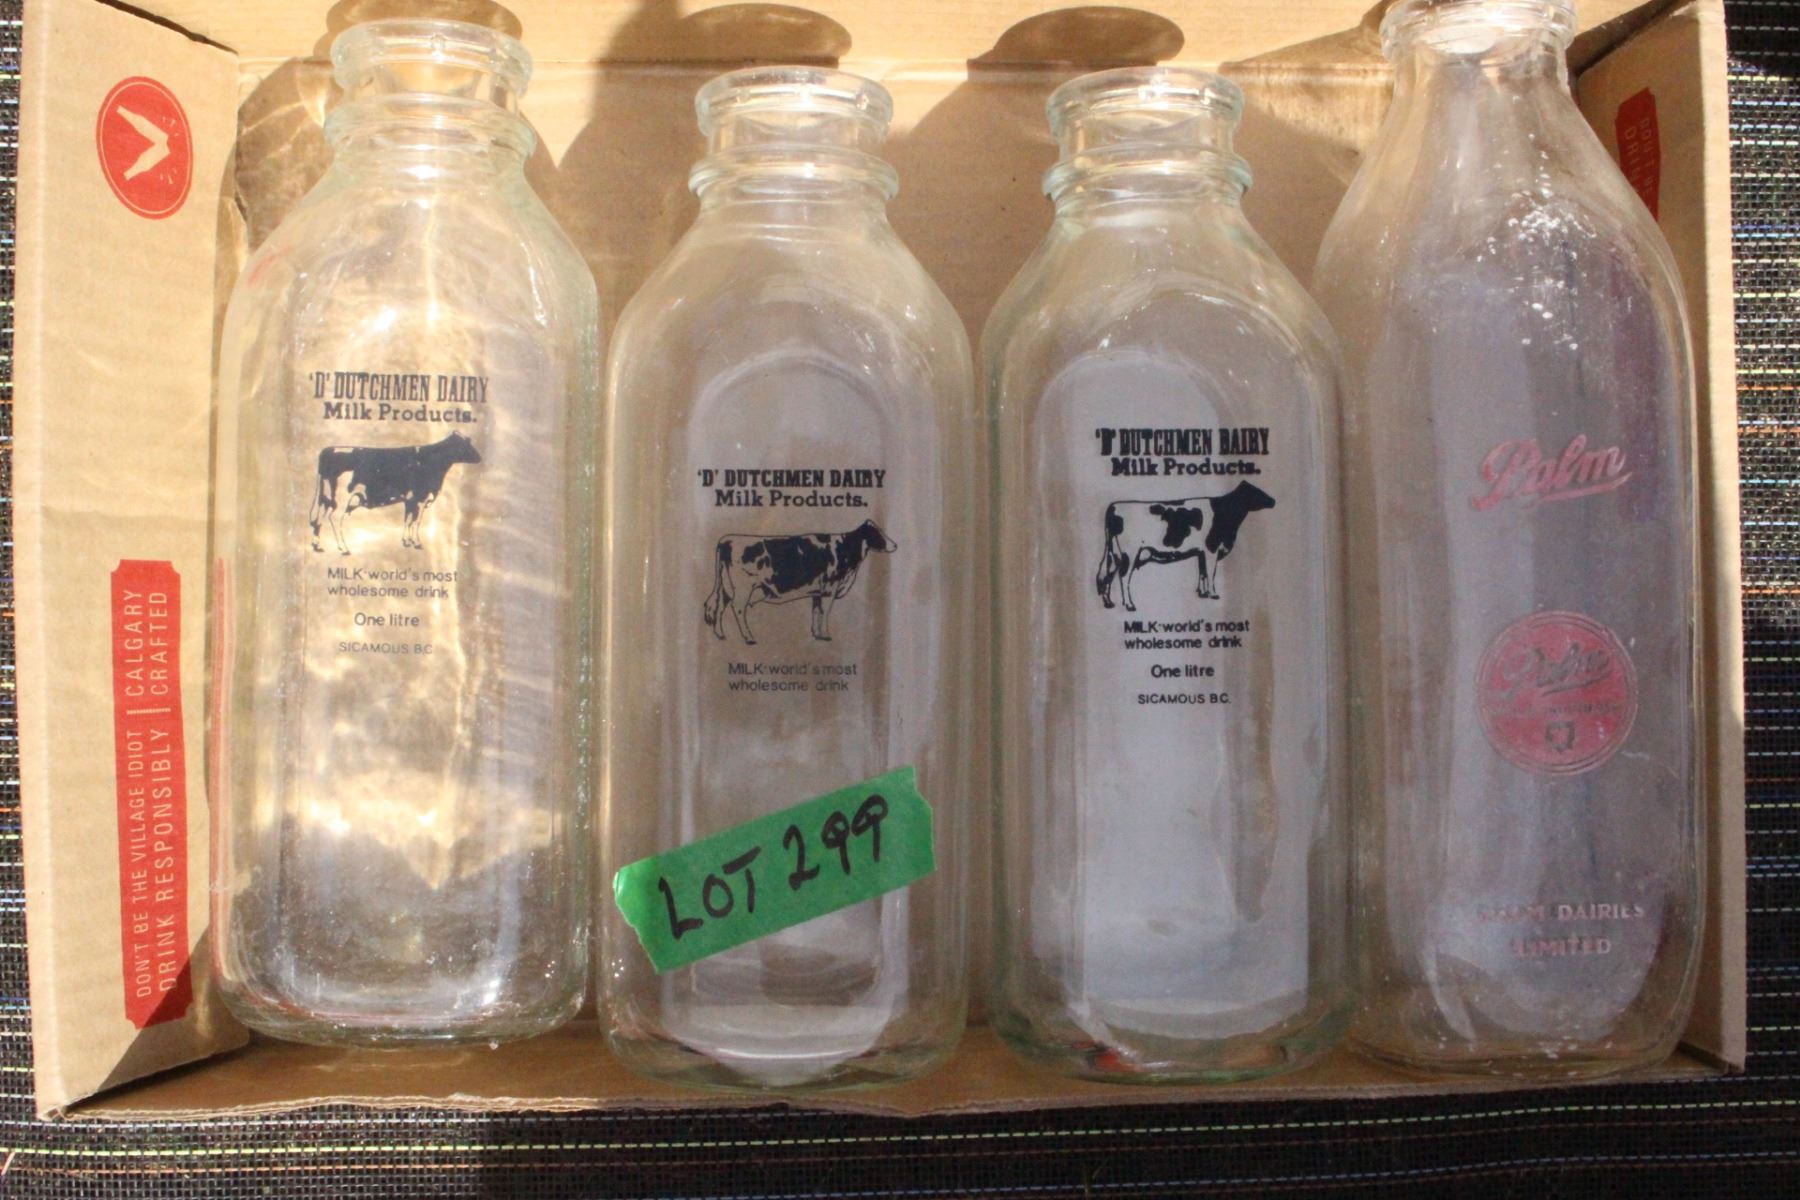 'D' DUTCHMEN DAIRY
Milk Products.
MILK·world's most
wholesome drink
One litre
SICAMOUS B.C.
'D' DUTCHMEN DAIRY
Milk Products.
MILK·world's most
wholesome drink
LOT 299
'D' DUTCHMEN DAIRY
Milk Products.
MILK·world's most
wholesome drink
One litre
SICAMOUS B.C.
Palm
Palm
PALM DAIRIES
LIMITED
DON'T BE THE VILLAGE IDIOT | CALGARY
DRINK RESPONSIBLY | CRAFTED